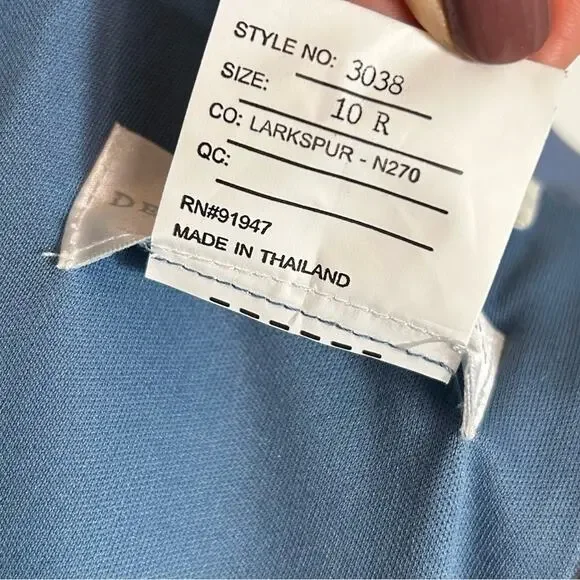 STYLE NO: 3038
SIZE: 10 R
CO: LARKSPUR - N270
QC:
RN#91947
MADE IN THAILAND